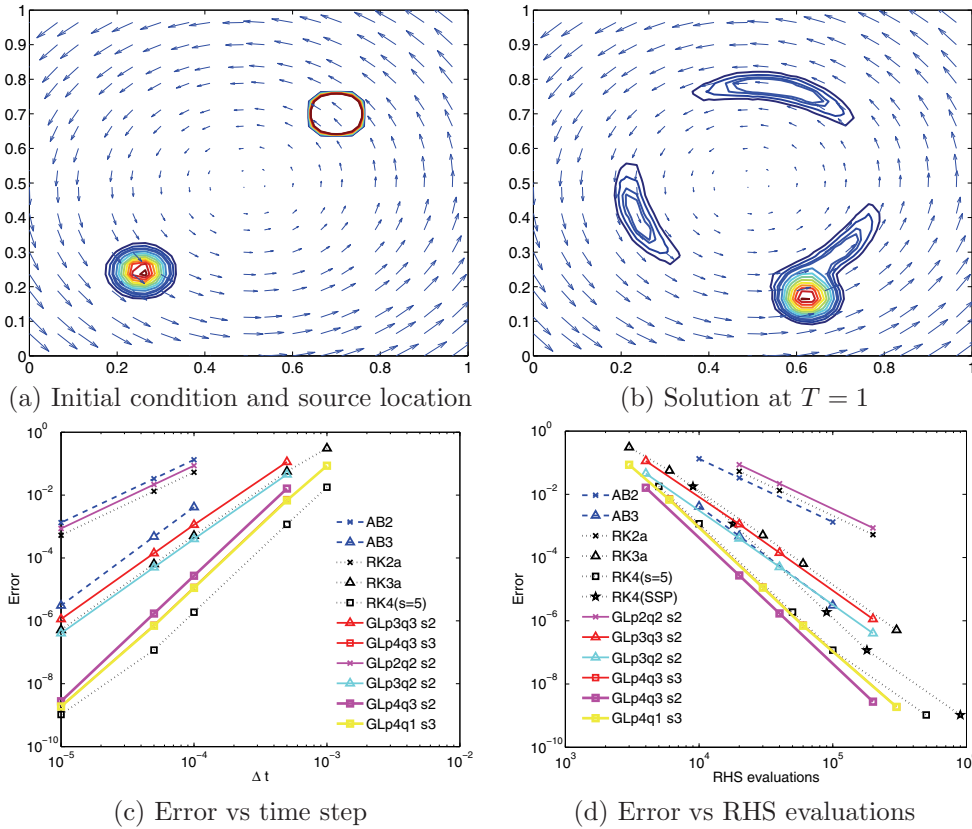 1
0.9
0.8
0.7
0.6
0.5
0.4
0.3
0.2
0.1
0
0 0.2 0.4 0.6 0.8 1
(a) Initial condition and source location
1
0.9
0.8
0.7
0.6
0.5
0.4
0.3
0.2
0.1
0
0 0.2 0.4 0.6 0.8 1
(b) Solution at T = 1
10^0
10^-2
10^-4
10^-6
10^-8
10^-10
Error
AB2
AB3
RK2a
RK3a
RK4(s=5)
GLp3q3 s2
GLp4q3 s3
GLp2q2 s2
GLp3q2 s2
GLp4q3 s2
GLp4q1 s3
10^-5 10^-4 10^-3 10^-2
Δ t
(c) Error vs time step
10^0
10^-2
10^-4
10^-6
10^-8
10^-10
Error
AB2
AB3
RK2a
RK3a
RK4(s=5)
RK4(SSP)
GLp2q2 s2
GLp3q3 s2
GLp3q2 s2
GLp4q3 s3
GLp4q3 s2
GLp4q1 s3
10^3 10^4 10^5 10^6
RHS evaluations
(d) Error vs RHS evaluations